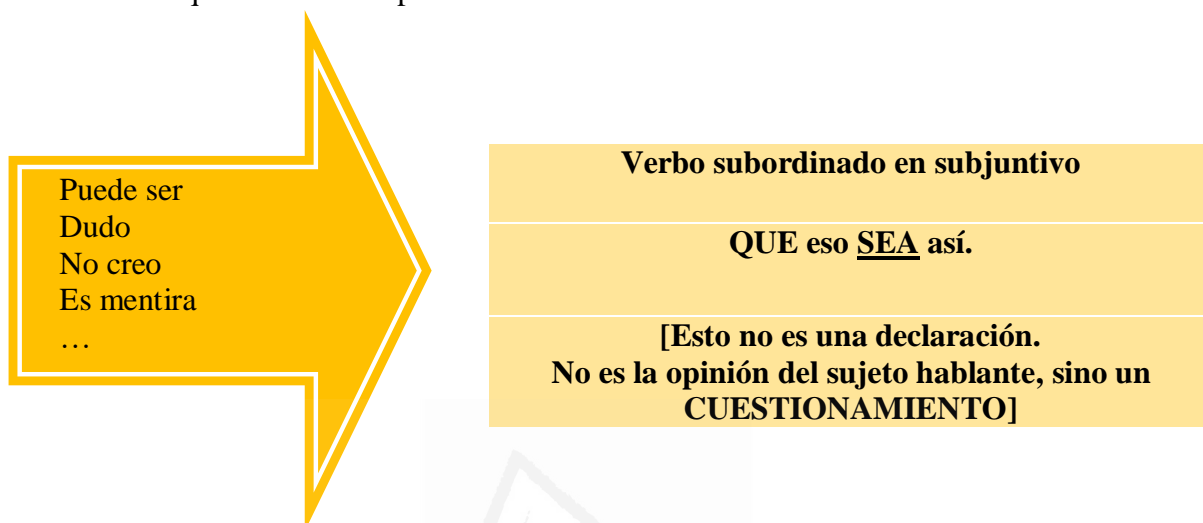 Puede ser
Dudo
No creo
Es mentira
…
Verbo subordinado en subjuntivo
QUE eso SEA así.
[Esto no es una declaración.
No es la opinión del sujeto hablante, sino un
CUESTIONAMIENTO]